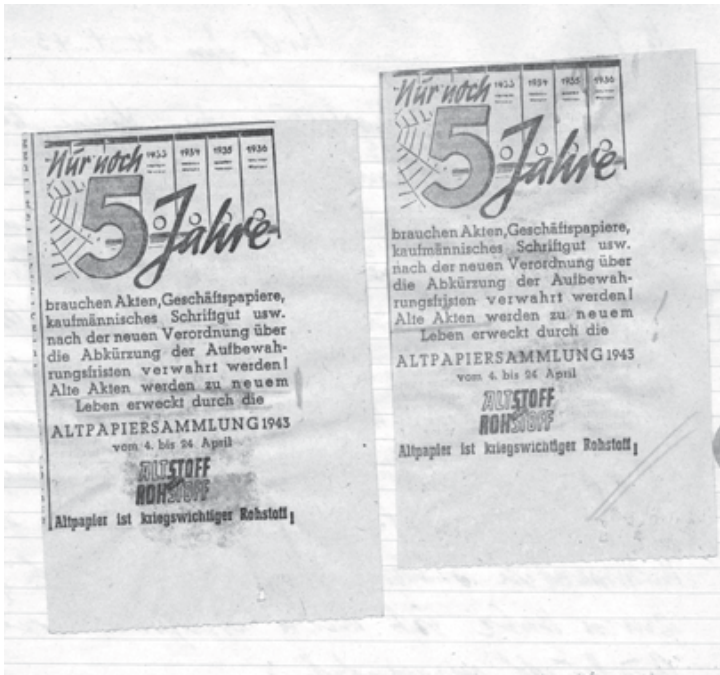 Nur noch
1933 1934 1935 1936
5 Jahre
brauchen Akten, Geschäftspapiere,
kaufmännisches Schriftgut usw.
nach der neuen Verordnung über
die Abkürzung der Aufbewah-
rungsfristen verwahrt werden!
Alte Akten werden zu neuem
Leben erweckt durch die
ALTPAPIERSAMMLUNG 1943
vom 4. bis 24 April
ALTSTOFF
ROHSTOFF
Altpapier ist kriegswichtiger Rohstoff!
Nur noch
1933 1934 1935 1936
5 Jahre
brauchen Akten, Geschäftspapiere,
kaufmännisches Schriftgut usw.
nach der neuen Verordnung über
die Abkürzung der Aufbewah-
rungsfristen verwahrt werden!
Alte Akten werden zu neuem
Leben erweckt durch die
ALTPAPIERSAMMLUNG 1943
vom 4. bis 24 April
ALTSTOFF
ROHSTOFF
Altpapier ist kriegswichtiger Rohstoff!